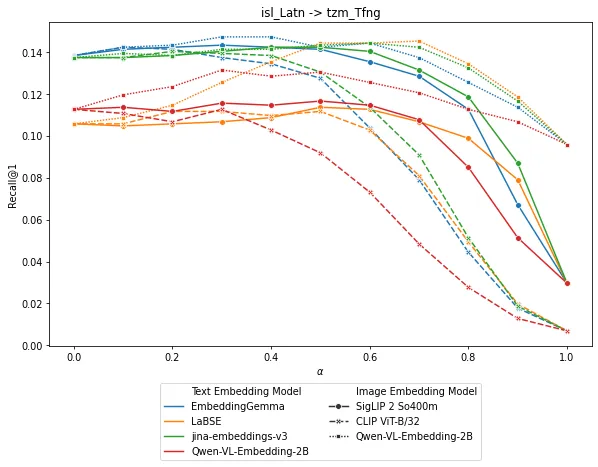 isl_Latn -> tzm_Tfng
Recall@1
0.14
0.12
0.10
0.08
0.06
0.04
0.02
0.00
0.0 0.2 0.4 0.6 0.8 1.0
α
Text Embedding Model
EmbeddingGemma
LaBSE
jina-embeddings-v3
Qwen-VL-Embedding-2B
Image Embedding Model
SigLIP 2 So400m
CLIP ViT-B/32
Qwen-VL-Embedding-2B